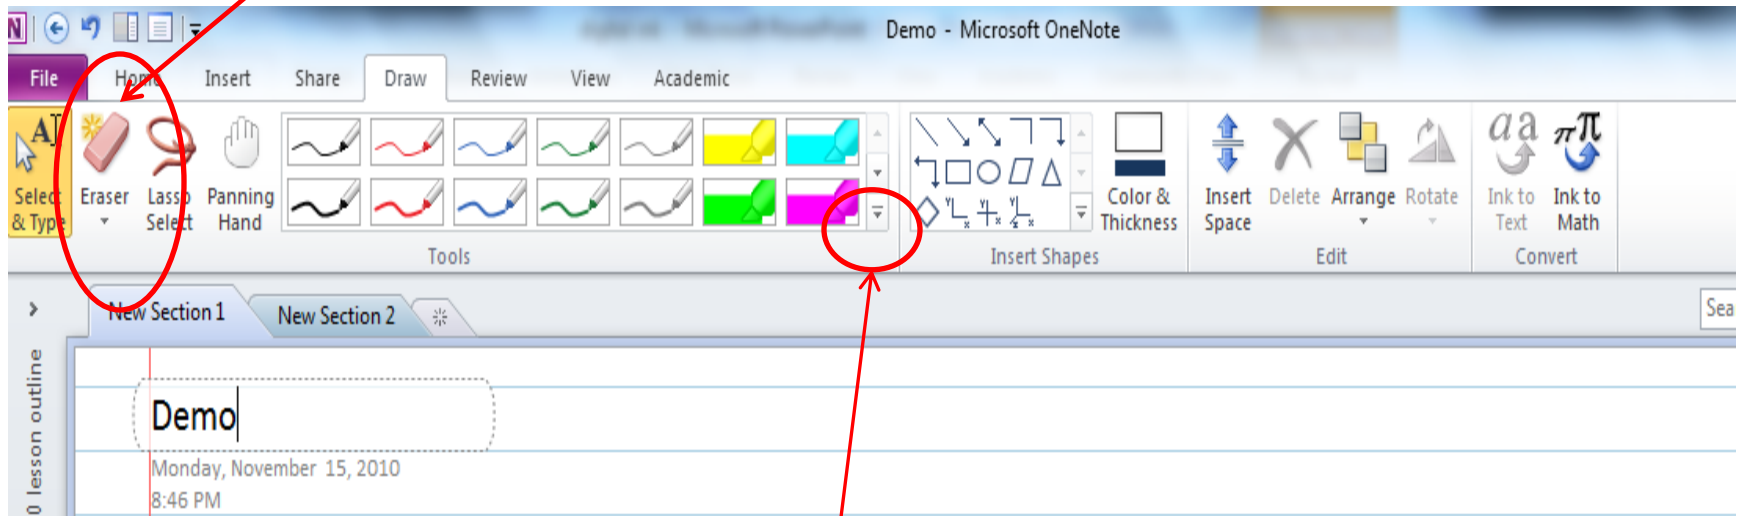 Demo - Microsoft OneNote
File Home Insert Share Draw Review View Academic
Select & Type
Eraser
Lasso Select
Panning Hand
Color & Thickness
Insert Space
Delete
Arrange
Rotate
Ink to Text
Ink to Math
Tools
Insert Shapes
Edit
Convert
New Section 1
New Section 2
Sea
0 lesson outline
Demo
Monday, November 15, 2010
8:46 PM